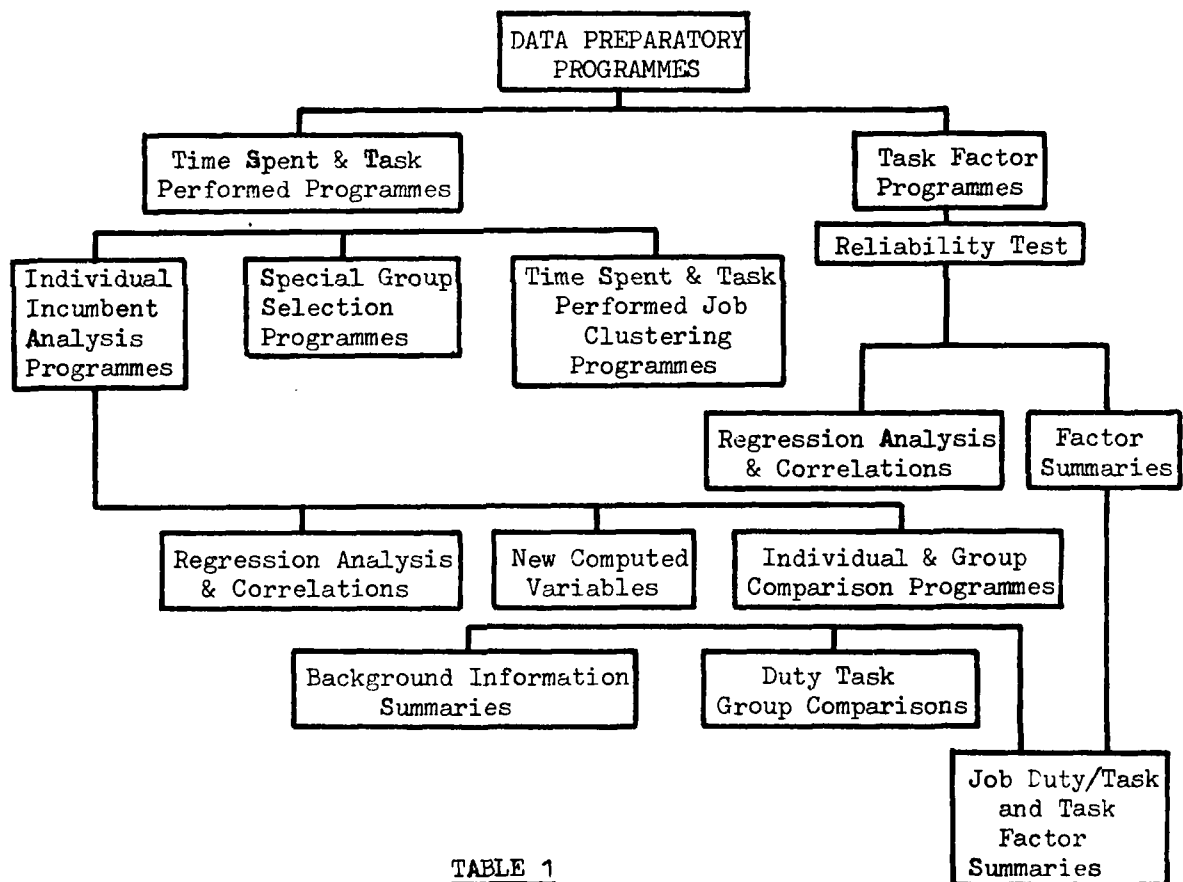 DATA PREPARATORY
PROGRAMMES
Time Spent & Task
Performed Programmes
Task Factor
Programmes
Reliability Test
Individual
Incumbent
Analysis
Programmes
Special Group
Selection
Programmes
Time Spent & Task
Performed Job
Clustering
Programmes
Regression Analysis
& Correlations
Factor
Summaries
Regression Analysis
& Correlations
New Computed
Variables
Individual & Group
Comparison Programmes
Background Information
Summaries
Duty Task
Group Comparisons
Job Duty/Task
and Task
Factor
Summaries
TABLE 1